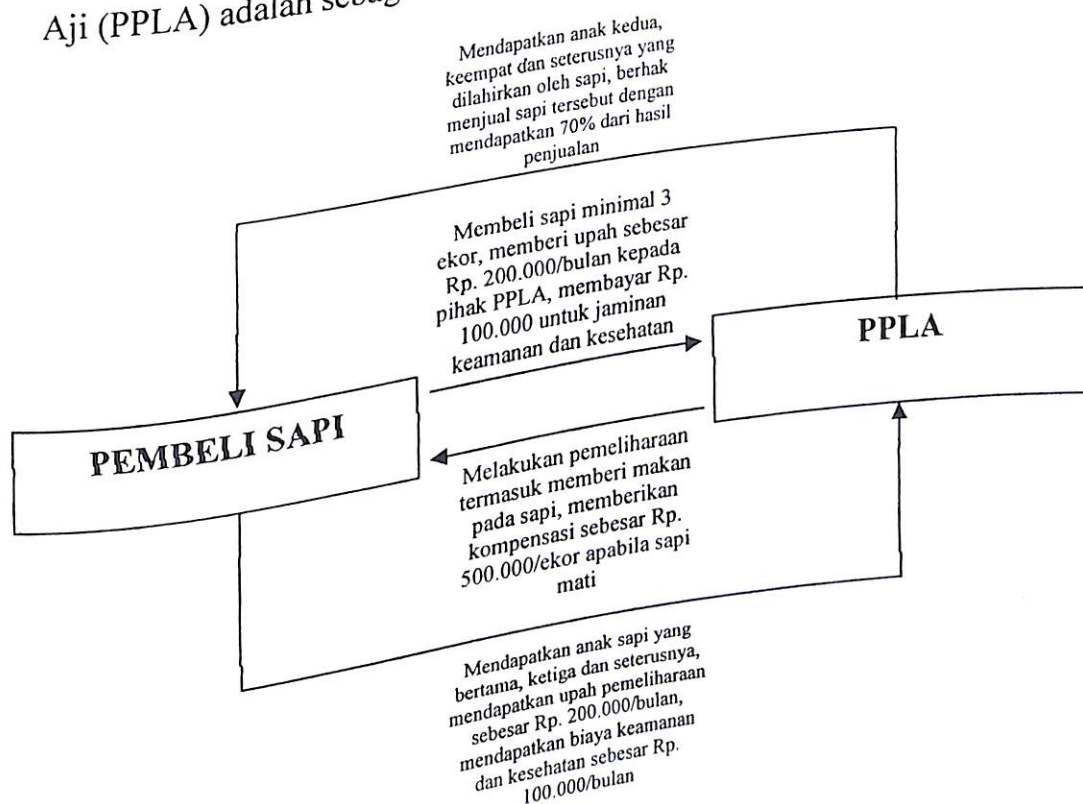 Aji (PPLA) adalah sebag
Mendapatkan anak kedua,
keempat dan seterusnya yang
dilahirkan oleh sapi, berhak
menjual sapi tersebut dengan
mendapatkan 70% dari hasil
penjualan
Membeli sapi minimal 3
ekor, memberi upah sebesar
Rp. 200.000/bulan kepada
pihak PPLA, membayar Rp.
100.000 untuk jaminan
keamanan dan kesehatan
PPLA
PEMBELI SAPI
Melakukan pemeliharaan
termasuk memberi makan
pada sapi, memberikan
kompensasi sebesar Rp.
500.000/ekor apabila sapi
mati
Mendapatkan anak sapi yang
bertama, ketiga dan seterusnya,
mendapatkan upah pemeliharaan
sebesar Rp. 200.000/bulan,
mendapatkan biaya keamanan
dan kesehatan sebesar Rp.
100.000/bulan